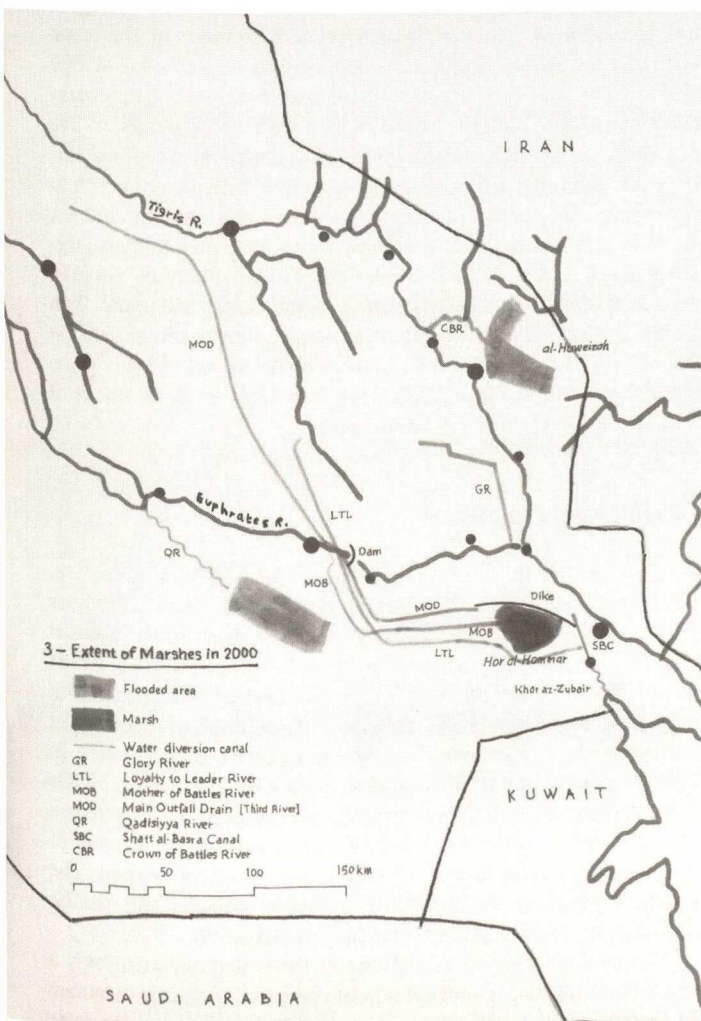 IRAN
Tigris R.
MOD
CBR
al-Huweizah
GR
LTL
Euphrates R.
Dam
QR
MOB
MOD
Dike
MOB
SBC
LTL
Hor al-Hammar
Khor az-Zubair
3 – Extent of Marshes in 2000
Flooded area
Marsh
Water diversion canal
GR Glory River
LTL Loyalty to Leader River
MOB Mother of Battles River
MOD Main Outfall Drain [Third River]
QR Qadisiyya River
SBC Shatt al-Basra Canal
CBR Crown of Battles River
0 50 100 150 km
KUWAIT
SAUDI ARABIA